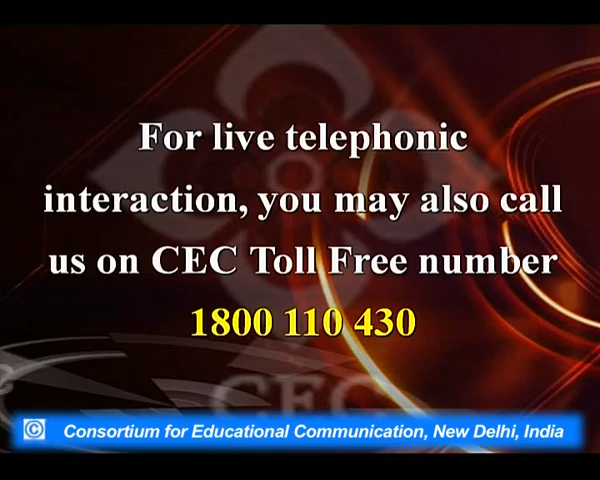 For live telephonic
interaction, you may also call
us on CEC Toll Free number
1800 110 430
CEC
© Consortium for Educational Communication, New Delhi, India